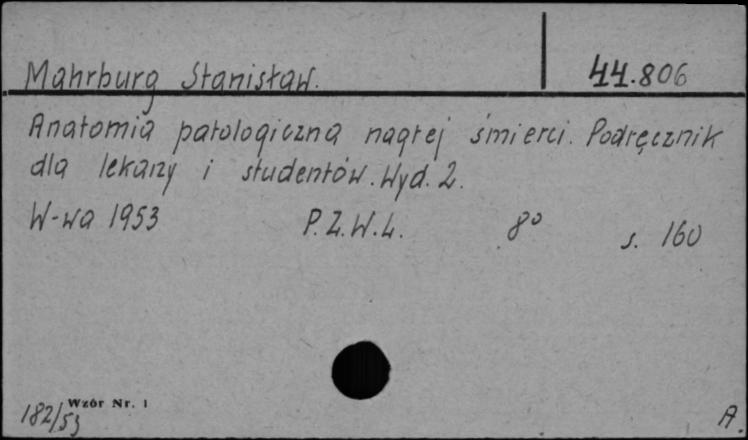 Mahrburg Stanisław.
44.806
Anatomia patologiczna nagłej śmierci. Podręcznik
dla lekarzy i studentów. Wyd. 2.
W-wa 1953 P.Z.W.L. 8° s. 160
Wzór Nr. 1
182/53
A.